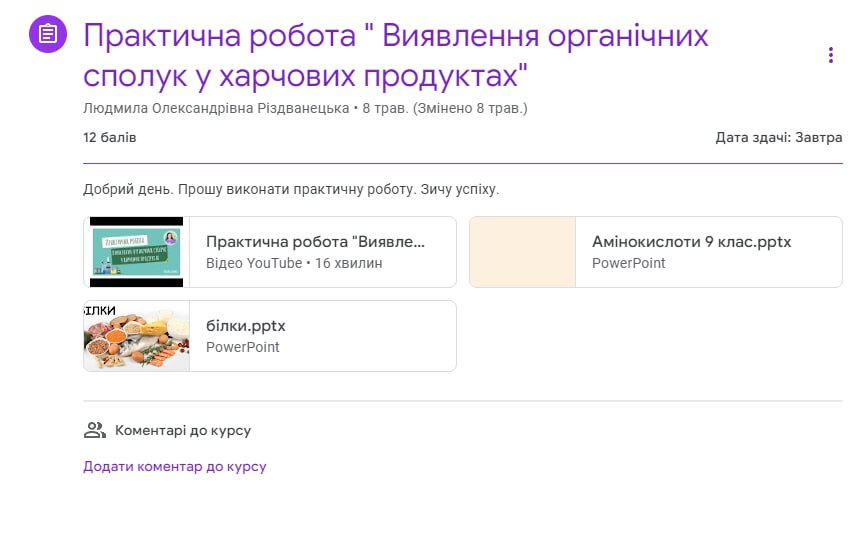 Практична робота " Виявлення органічних
сполук у харчових продуктах"
Людмила Олександрівна Різдванецька • 8 трав. (Змінено 8 трав.)
12 балів
Дата здачі: Завтра
Добрий день. Прошу виконати практичну роботу. Зичу успіху.
Практична робота "Виявле...
Відео YouTube • 16 хвилин
Амінокислоти 9 клас.pptx
PowerPoint
білки.pptx
PowerPoint
Коментарі до курсу
Додати коментар до курсу